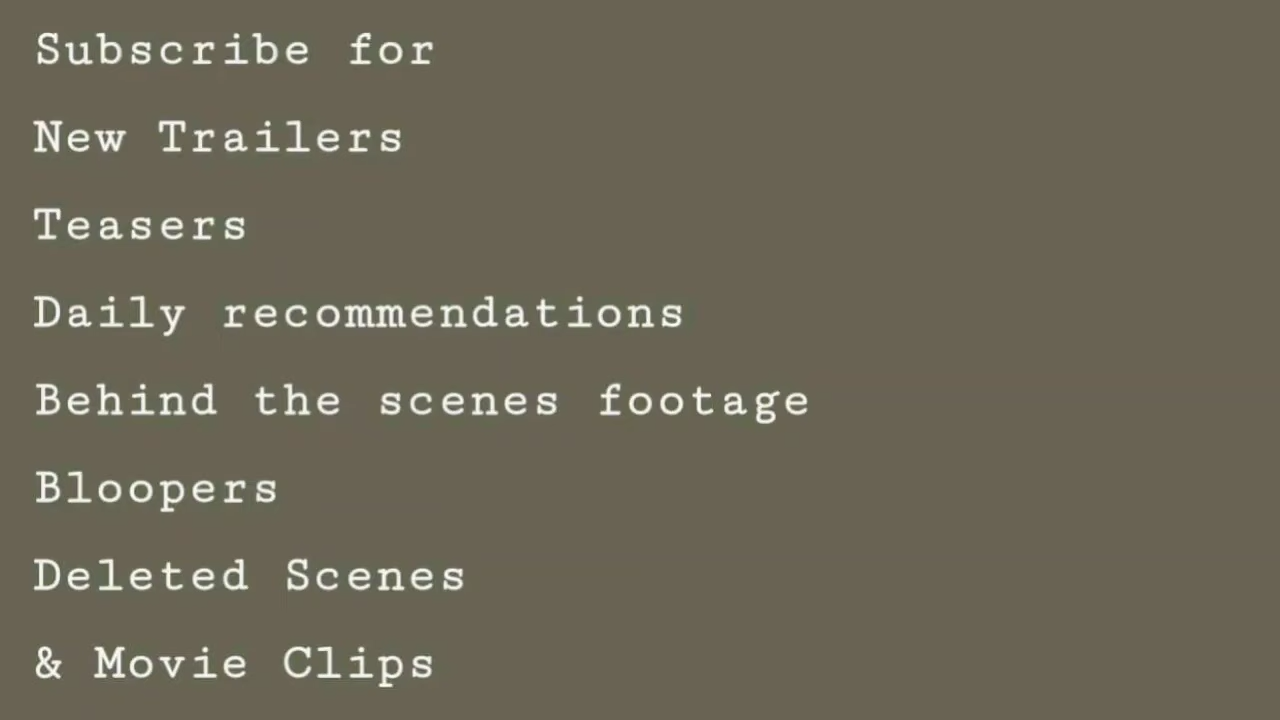 Subscribe for
New Trailers
Teasers
Daily recommendations
Behind the scenes footage
Bloopers
Deleted Scenes
& Movie Clips